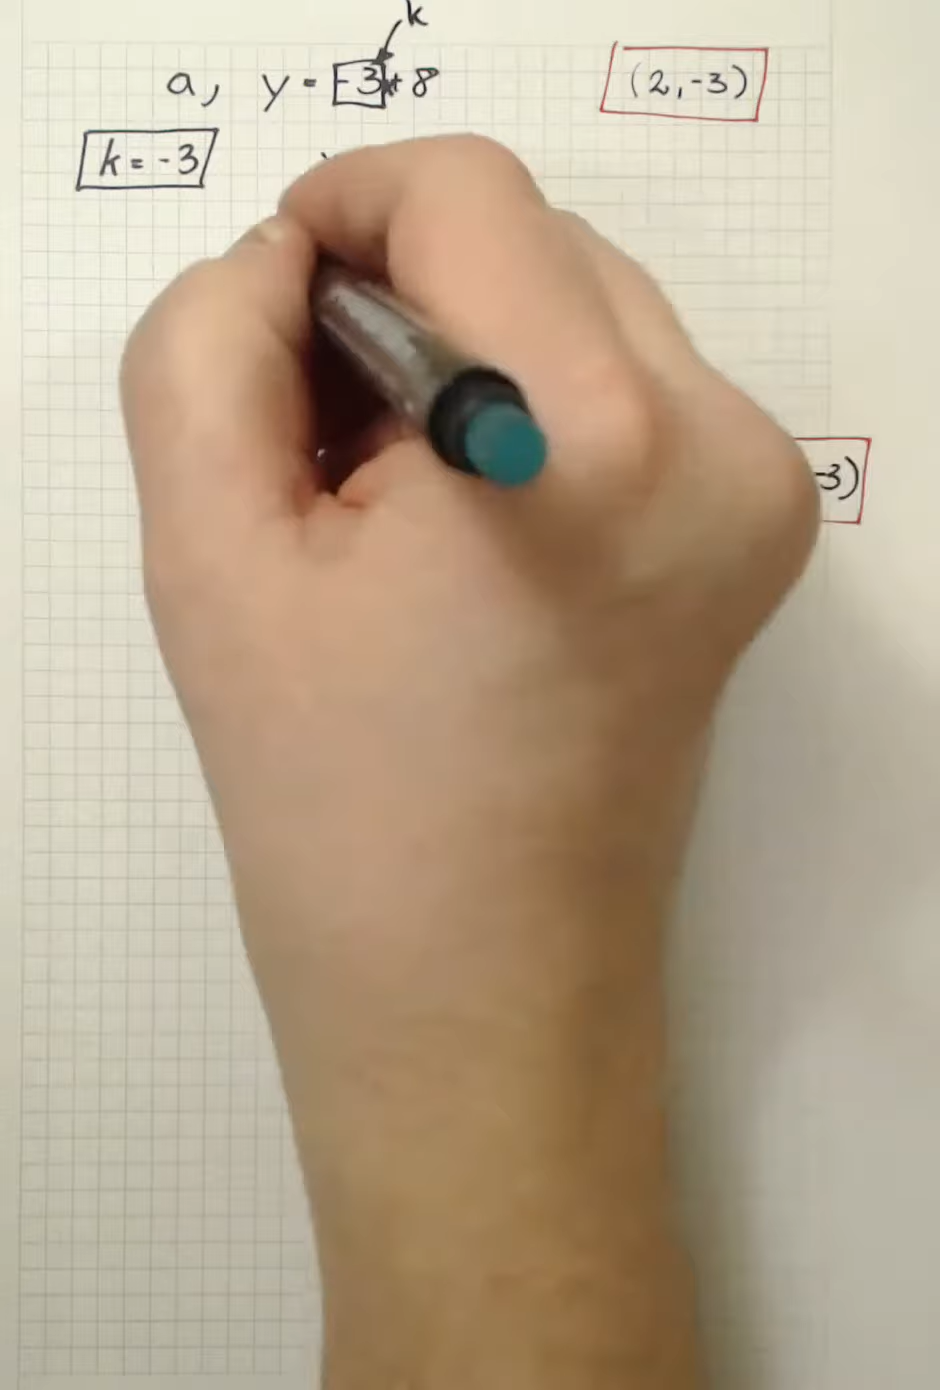 k
a, y = -3x + 8 (2,-3)
k = -3
-3)